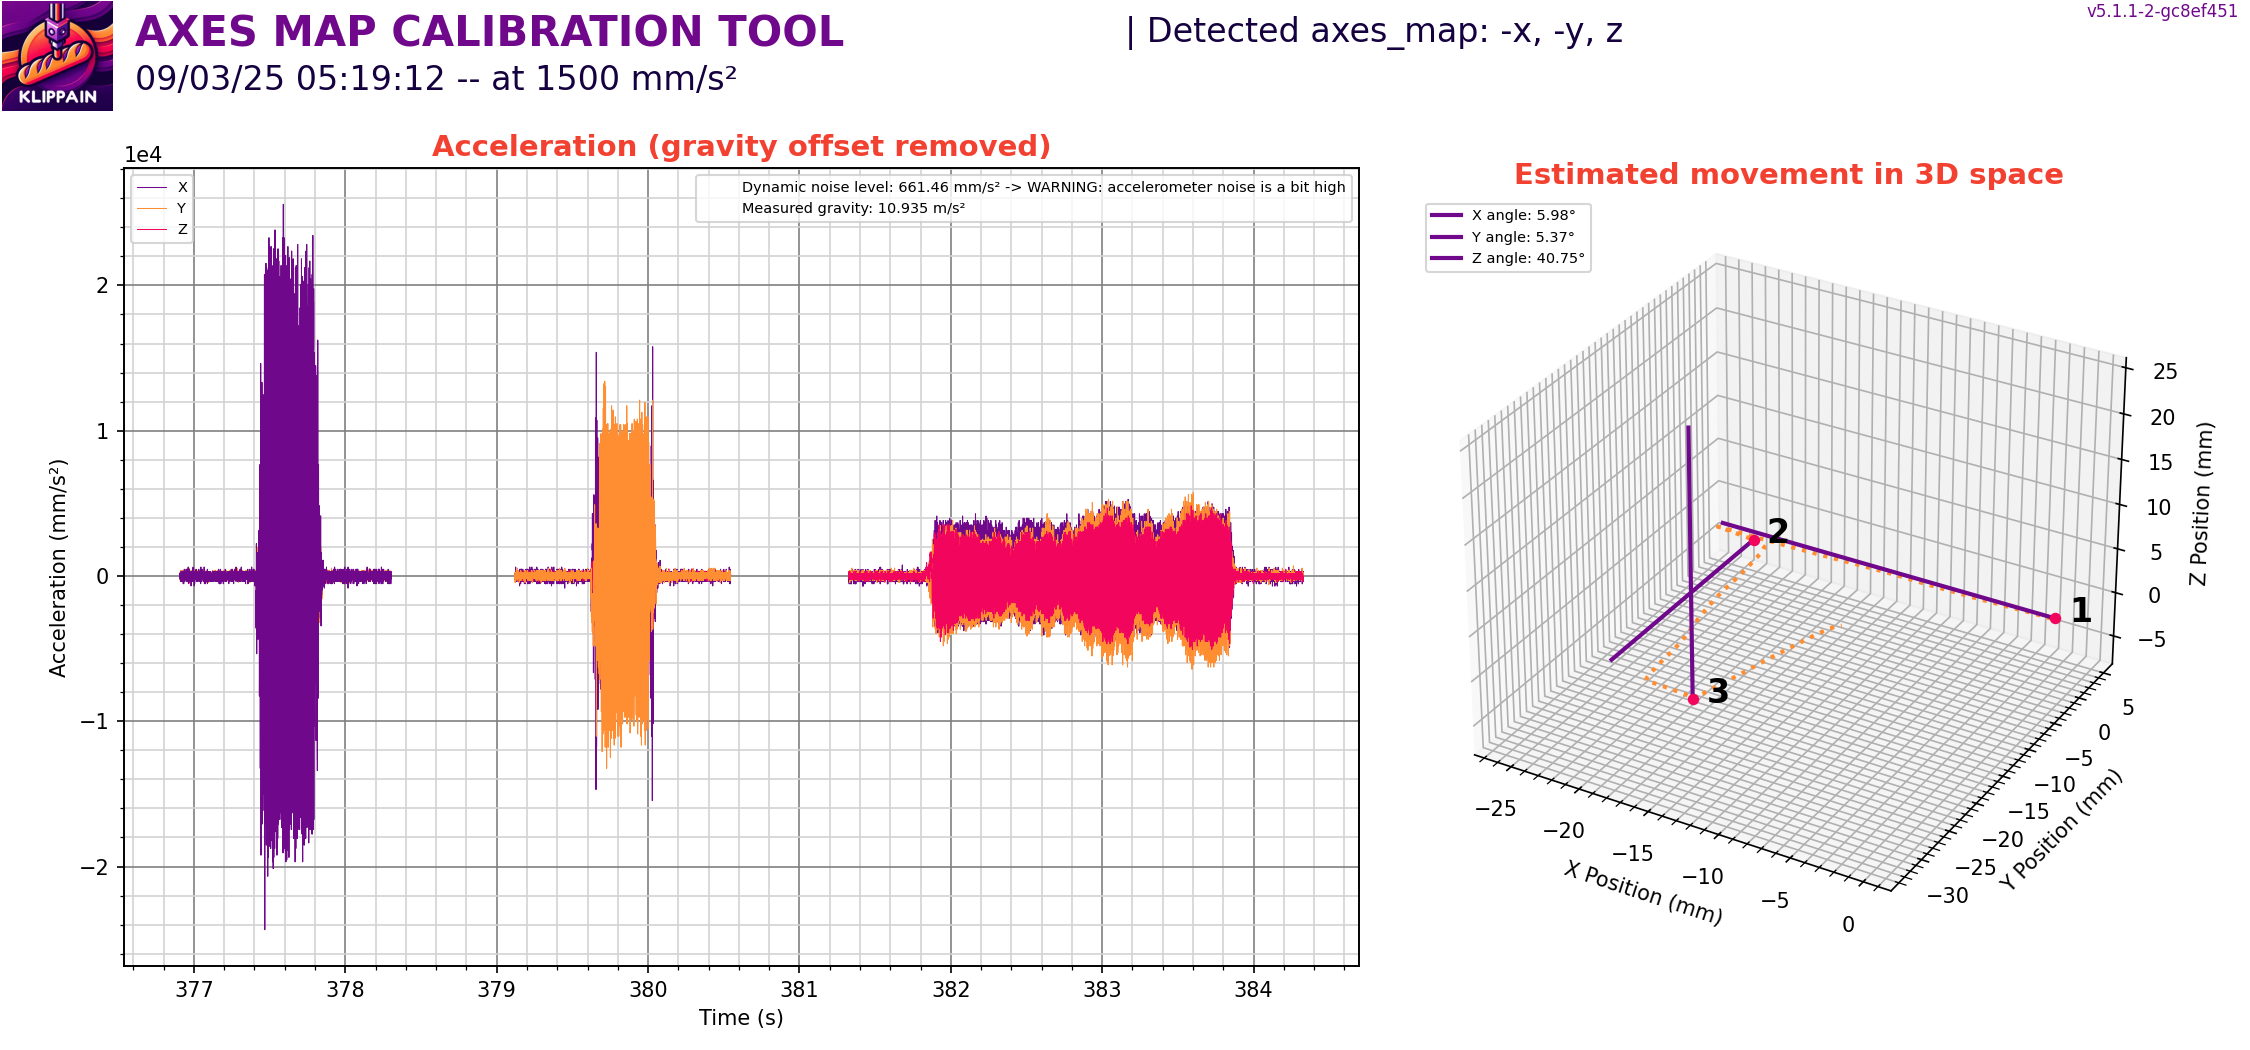 AXES MAP CALIBRATION TOOL
| Detected axes_map: -x, -y, z
v5.1.1-2-gc8ef451
09/03/25 05:19:12 -- at 1500 mm/s²
KLIPPAIN
Acceleration (gravity offset removed)
1e4
X
Y
Z
Dynamic noise level: 661.46 mm/s² -> WARNING: accelerometer noise is a bit high
Measured gravity: 10.935 m/s²
2
1
0
−1
−2
Acceleration (mm/s²)
377
378
379
380
381
382
383
384
Time (s)
Estimated movement in 3D space
X angle: 5.98°
Y angle: 5.37°
Z angle: 40.75°
1
2
3
25
20
15
10
5
0
−5
Z Position (mm)
5
0
−5
−10
−15
−20
−25
−30
Y Position (mm)
−25
−20
−15
−10
−5
0
X Position (mm)